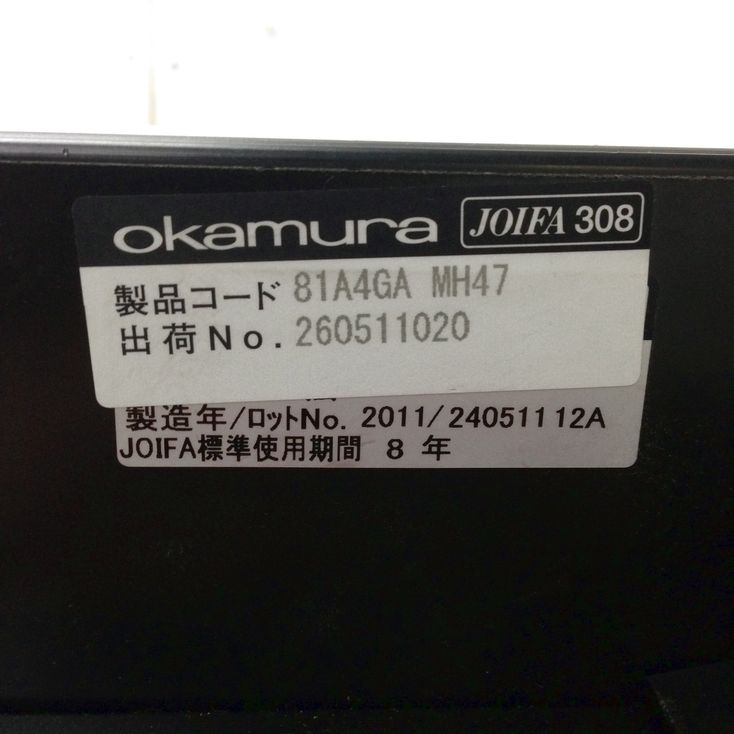 okamura JOIFA 308
製品コード 81A4GA MH47
出荷No. 260511020
製造年/ロットNo. 2011/24051112A
JOIFA標準使用期間 8 年